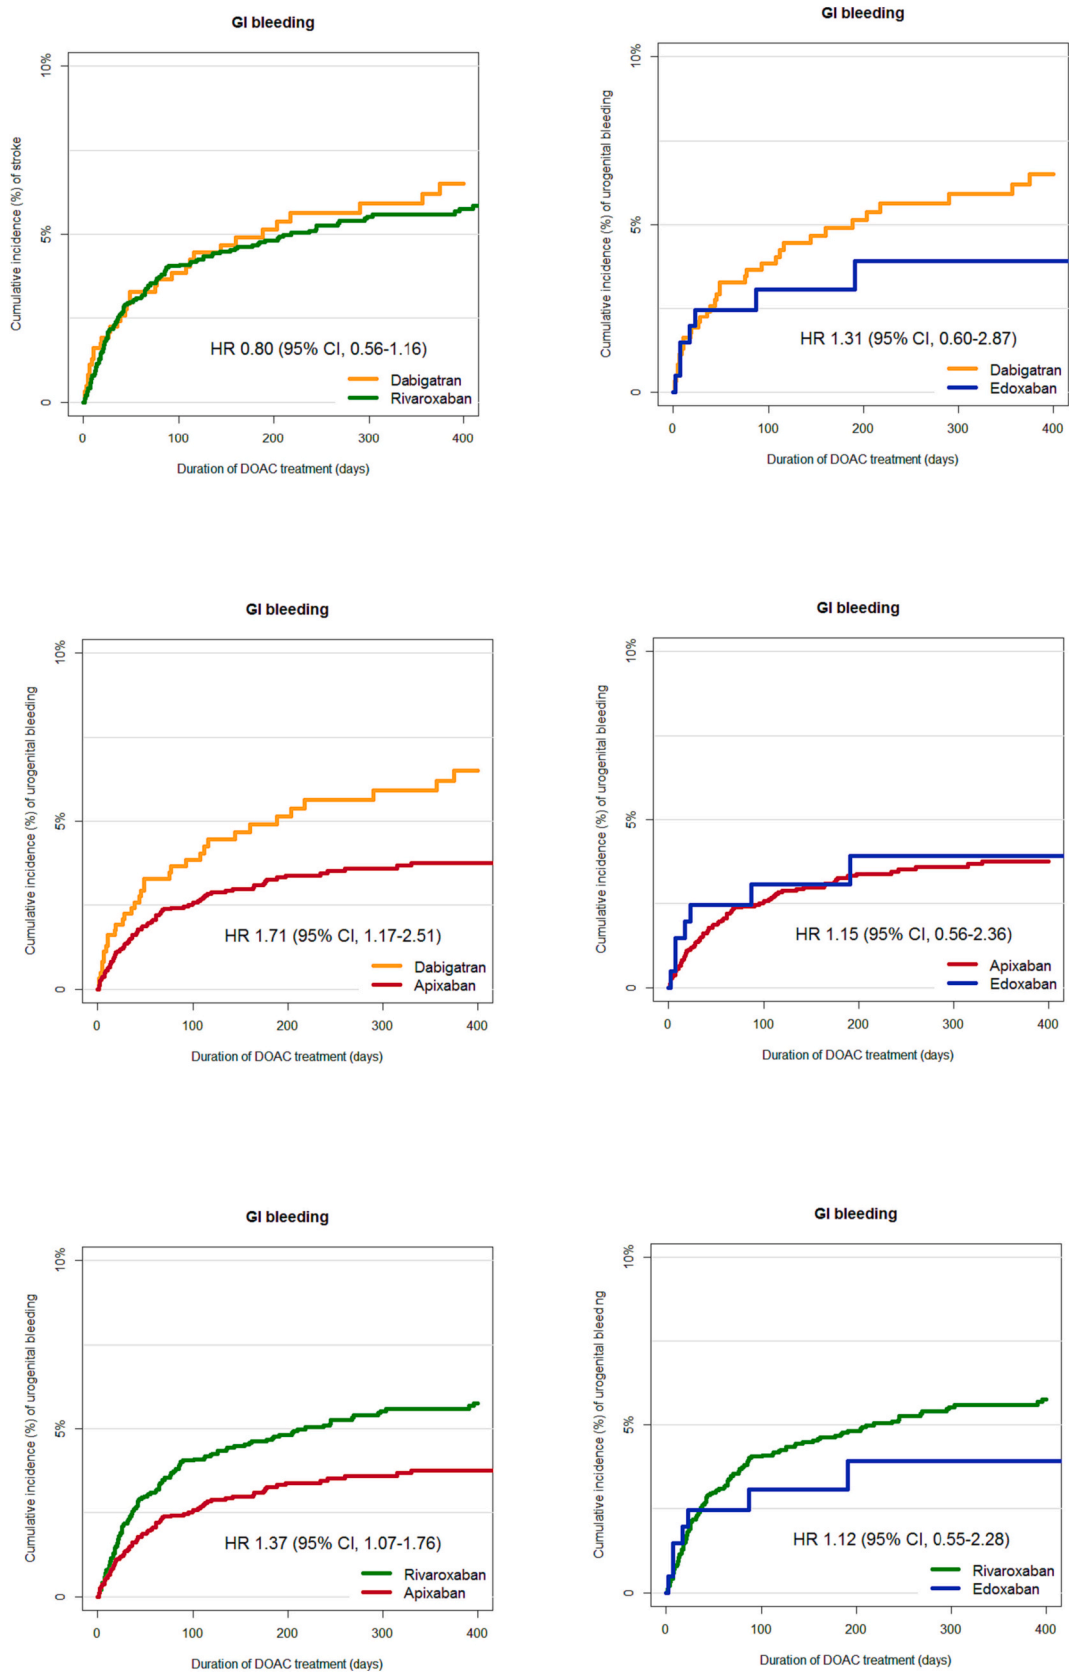 GI bleeding
Cumulative incidence (%) of stroke
10%
5%
0
HR 0.80 (95% CI, 0.56-1.16)
Dabigatran
Rivaroxaban
0 100 200 300 400
Duration of DOAC treatment (days)
GI bleeding
Cumulative incidence (%) of urogenital bleeding
10%
5%
0
HR 1.31 (95% CI, 0.60-2.87)
Dabigatran
Edoxaban
0 100 200 300 400
Duration of DOAC treatment (days)
GI bleeding
Cumulative incidence (%) of urogenital bleeding
10%
5%
0
HR 1.71 (95% CI, 1.17-2.51)
Dabigatran
Apixaban
0 100 200 300 400
Duration of DOAC treatment (days)
GI bleeding
Cumulative incidence (%) of urogenital bleeding
10%
5%
0
HR 1.15 (95% CI, 0.56-2.36)
Apixaban
Edoxaban
0 100 200 300 400
Duration of DOAC treatment (days)
GI bleeding
Cumulative incidence (%) of urogenital bleeding
10%
5%
0
HR 1.37 (95% CI, 1.07-1.76)
Rivaroxaban
Apixaban
0 100 200 300 400
Duration of DOAC treatment (days)
GI bleeding
Cumulative incidence (%) of urogenital bleeding
10%
5%
0
HR 1.12 (95% CI, 0.55-2.28)
Rivaroxaban
Edoxaban
0 100 200 300 400
Duration of DOAC treatment (days)